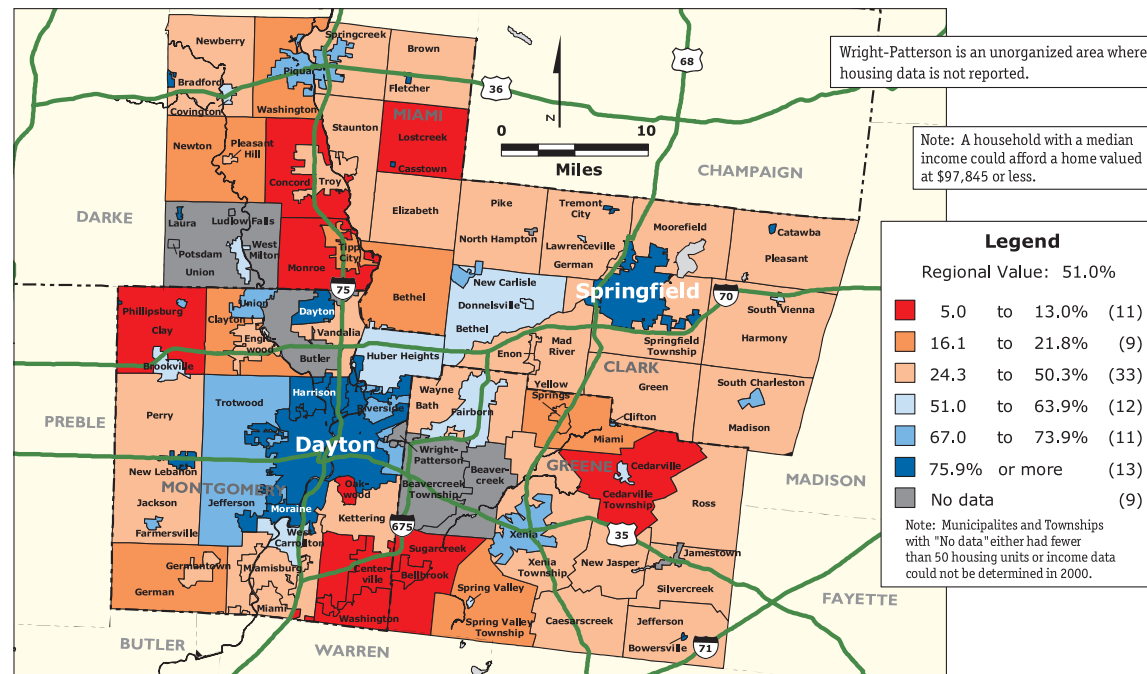 Newberry
Springcreek
Brown
Piqua
Bradford
Fletcher
Covington
Washington
MIAMI
36
68
Wright-Patterson is an unorganized area where
housing data is not reported.
Staunton
Lostcreek
Newton
Pleasant
Hill
Casstown
Concord
Troy
N
0 10
Miles
Note: A household with a median
income could afford a home valued
at $97,845 or less.
CHAMPAIGN
DARKE
Laura
Ludlow Falls
Elizabeth
Pike
Tremont
City
Moorefield
Catawba
Potsdam
West
Milton
Union
Monroe
Tipp
City
North Hampton
Lawrenceville
German
Pleasant
75
Bethel
New Carlisle
Springfield
70
Phillipsburg
Clay
Union
Clayton
Dayton
Donnelsville
South Vienna
Engle-
wood
Vandalia
Bethel
Butler
Huber Heights
Enon
Mad
River
Springfield
Township
Harmony
Brookville
CLARK
Harrison
Wayne
Bath
Yellow
Springs
Green
South Charleston
Trotwood
Riverside
Fairborn
Clifton
Madison
PREBLE
Perry
Dayton
Wright-
Patterson
Miami
New Lebanon
MONTGOMERY
Beaver-
creek
GREENE
Cedarville
MADISON
Jackson
Jefferson
Oak-
wood
Beavercreek
Township
Cedarville
Township
Ross
Moraine
Kettering
675
Xenia
35
Farmersville
West
Carrollton
Sugarcreek
Jamestown
Germantown
Miamisburg
Center-
ville
Bellbrook
Xenia
Township
New Jasper
German
Spring Valley
Silvercreek
FAYETTE
Miami
Washington
Spring Valley
Township
Caesarscreek
Jefferson
Bowersville
71
BUTLER
WARREN
Legend
Regional Value: 51.0%
5.0 to 13.0% (11)
16.1 to 21.8% (9)
24.3 to 50.3% (33)
51.0 to 63.9% (12)
67.0 to 73.9% (11)
75.9% or more (13)
No data (9)
Note: Municipalites and Townships
with "No data" either had fewer
than 50 housing units or income data
could not be determined in 2000.